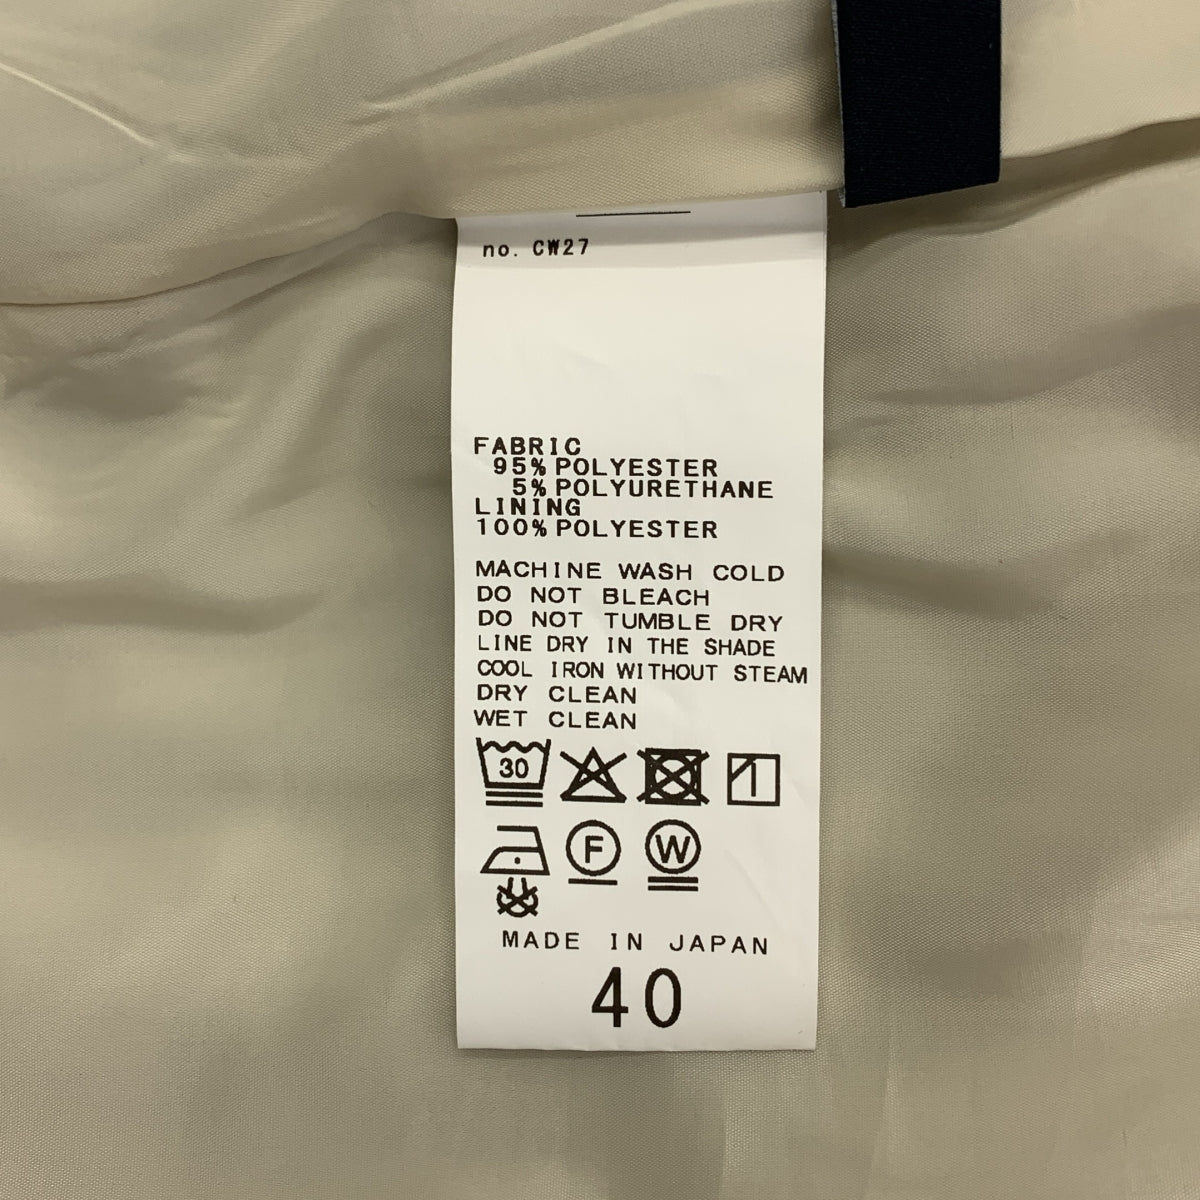 no. CW27
FABRIC
95% POLYESTER
5% POLYURETHANE
LINING
100% POLYESTER
MACHINE WASH COLD
DO NOT BLEACH
DO NOT TUMBLE DRY
LINE DRY IN THE SHADE
COOL IRON WITHOUT STEAM
DRY CLEAN
WET CLEAN
30
F W
MADE IN JAPAN
40